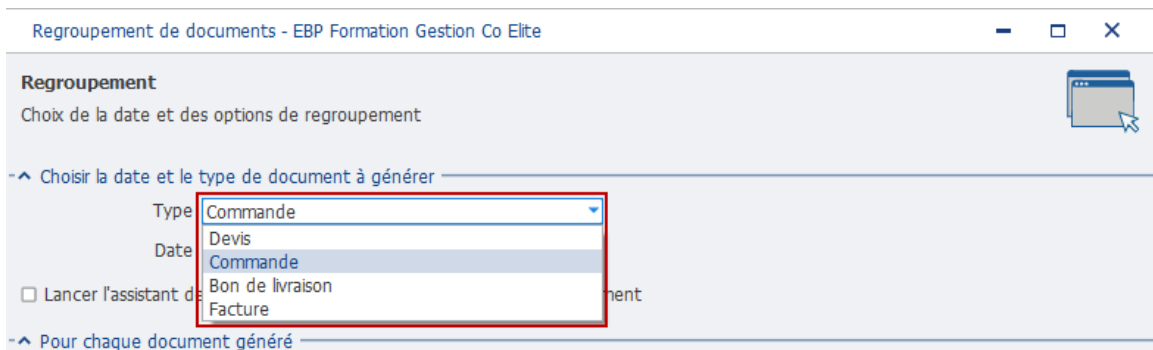 Regroupement de documents - EBP Formation Gestion Co Elite
Regroupement
Choix de la date et des options de regroupement
Choisir la date et le type de document à générer
Type Commande
Devis
Date
Commande
Bon de livraison
Lancer l'assistant de
Facture
Pour chaque document généré